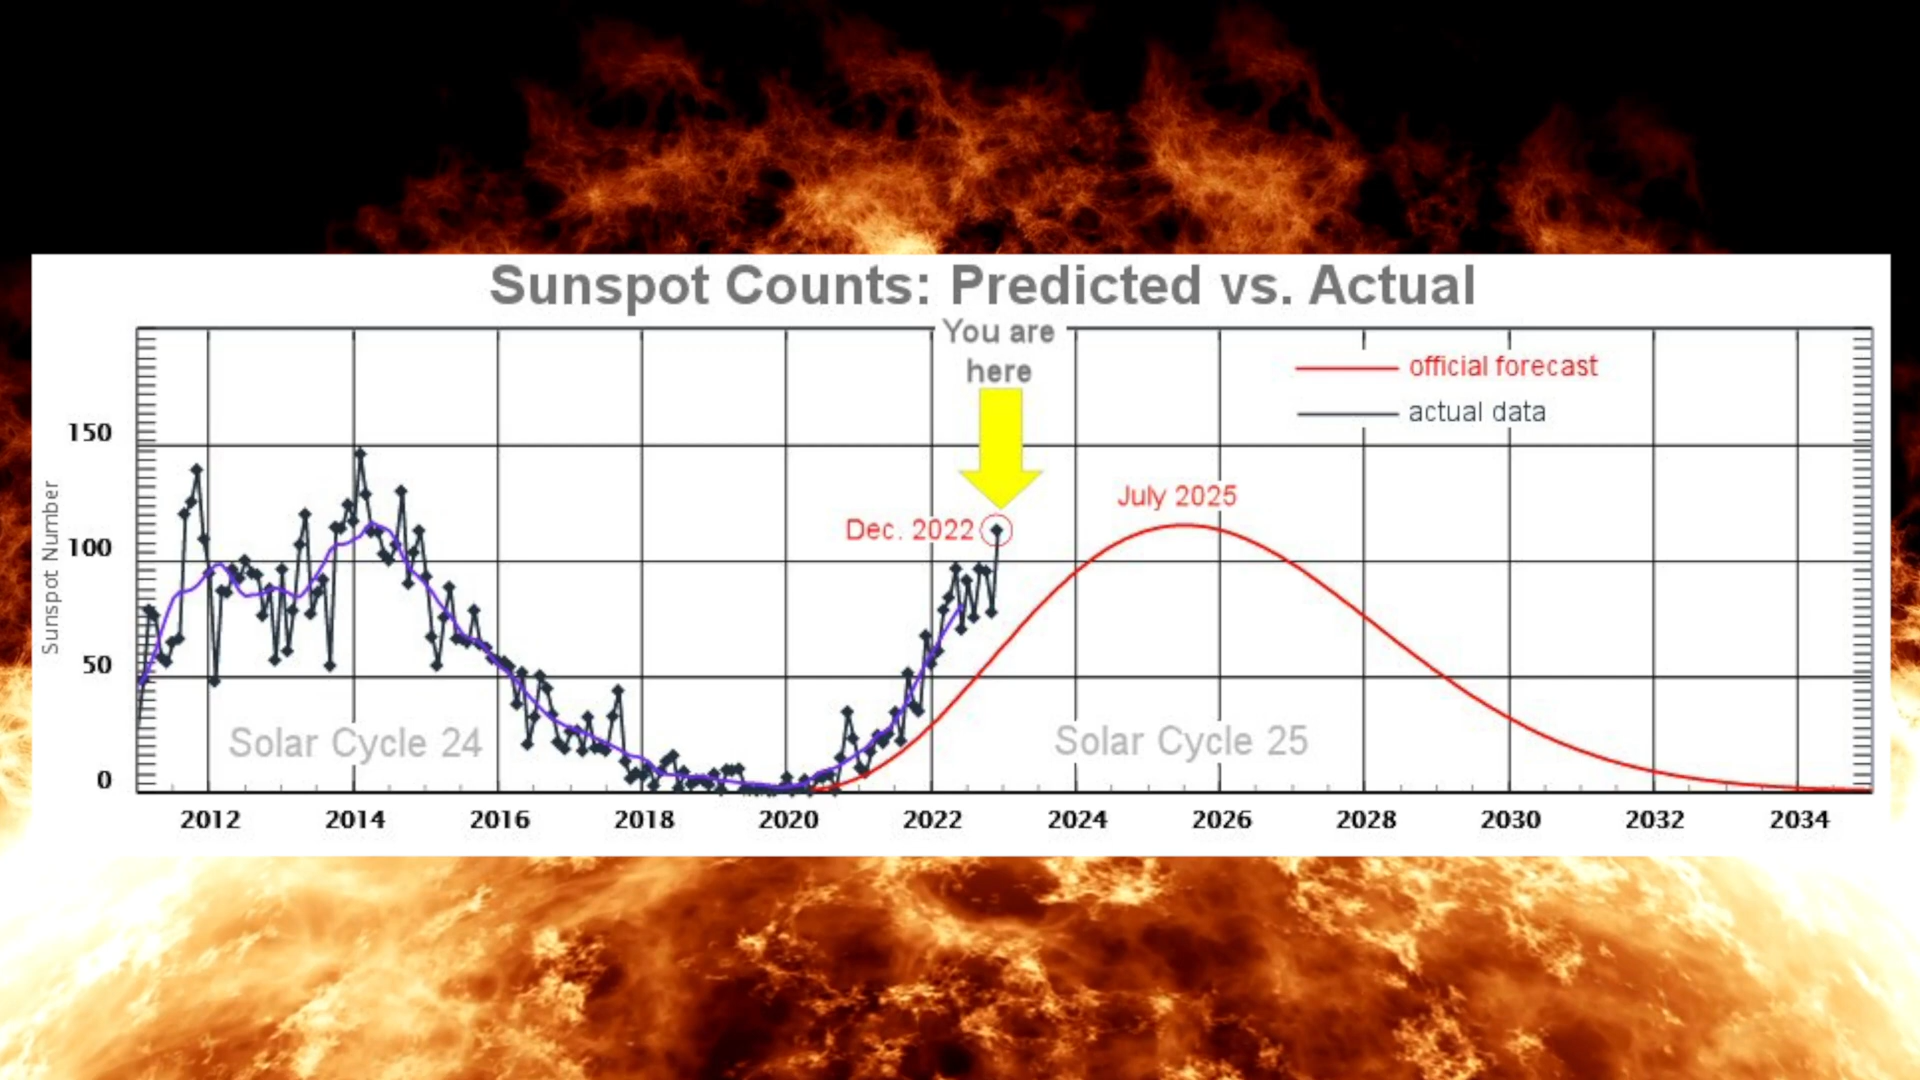 Sunspot Counts: Predicted vs. Actual
You are
here
official forecast
actual data
150
July 2025
Dec. 2022
Sunspot Number
100
50
Solar Cycle 24
Solar Cycle 25
0
2012 2014 2016 2018 2020 2022 2024 2026 2028 2030 2032 2034